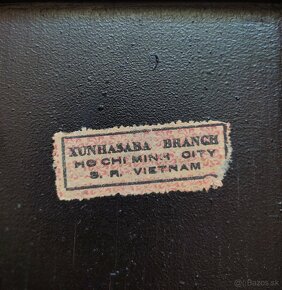 XUNHASABA BRANCH
HO CHI MINH CITY
S. R. VIETNAM
Bazos.sk